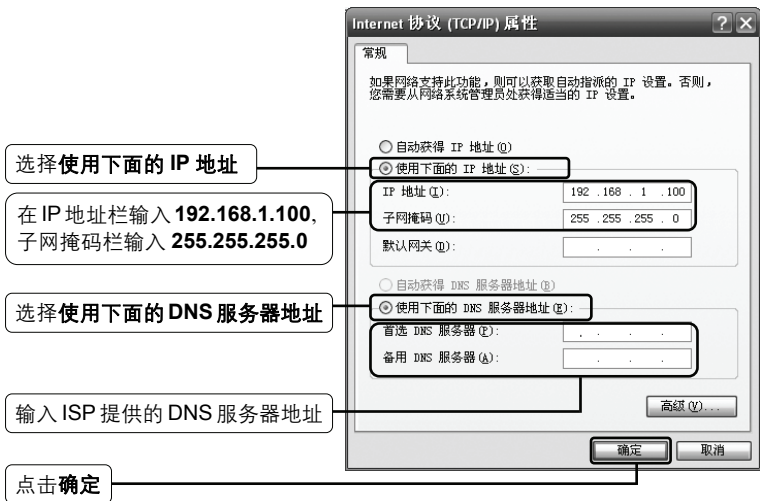 Internet 协议 (TCP/IP) 属性
常规
如果网络支持此功能，则可以获取自动指派的 IP 设置。否则，
您需要从网络系统管理员处获得适当的 IP 设置。
自动获得 IP 地址(O)
使用下面的 IP 地址(S):
IP 地址(I): 192 .168 . 1 .100
子网掩码(U): 255 .255 .255 . 0
默认网关(D): . . .
自动获得 DNS 服务器地址(B)
使用下面的 DNS 服务器地址(E):
首选 DNS 服务器(P): . . .
备用 DNS 服务器(A): . . .
高级(V)...
确定 取消
选择使用下面的 IP 地址
在 IP 地址栏输入 192.168.1.100,
子网掩码栏输入 255.255.255.0
选择使用下面的 DNS 服务器地址
输入 ISP 提供的 DNS 服务器地址
点击确定